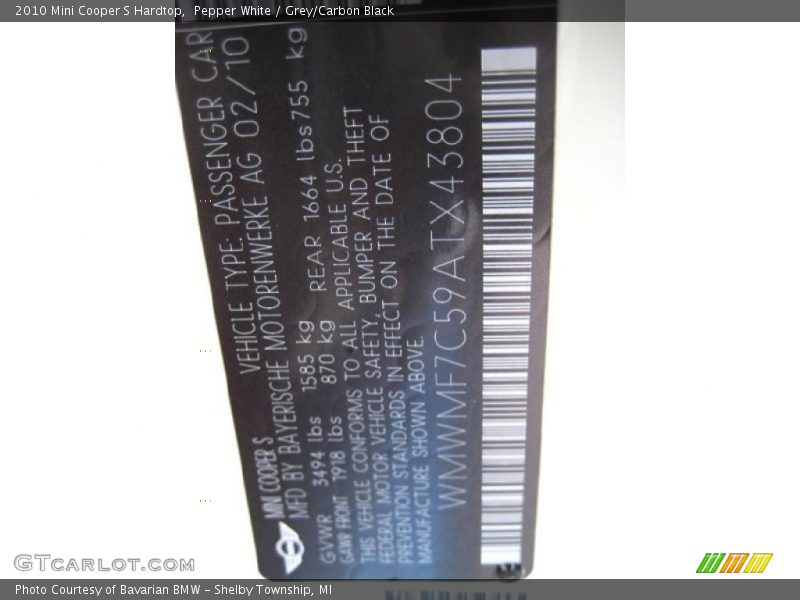 2010 Mini Cooper S Hardtop, Pepper White / Grey/Carbon Black
MINI COOPER S VEHICLE TYPE: PASSENGER CAR
MFD BY BAYERISCHE MOTORENWERKE AG 02/10
GVWR 3494 lbs 1585 kg REAR 1664 lbs 755 kg
GAWR FRONT 1918 lbs 870 kg
THIS VEHICLE CONFORMS TO ALL APPLICABLE U.S.
FEDERAL MOTOR VEHICLE SAFETY, BUMPER AND THEFT
PREVENTION STANDARDS IN EFFECT ON THE DATE OF
MANUFACTURE SHOWN ABOVE.
WMWMF7C59ATX43804
GTCARLOT.COM
Photo Courtesy of Bavarian BMW – Shelby Township, MI